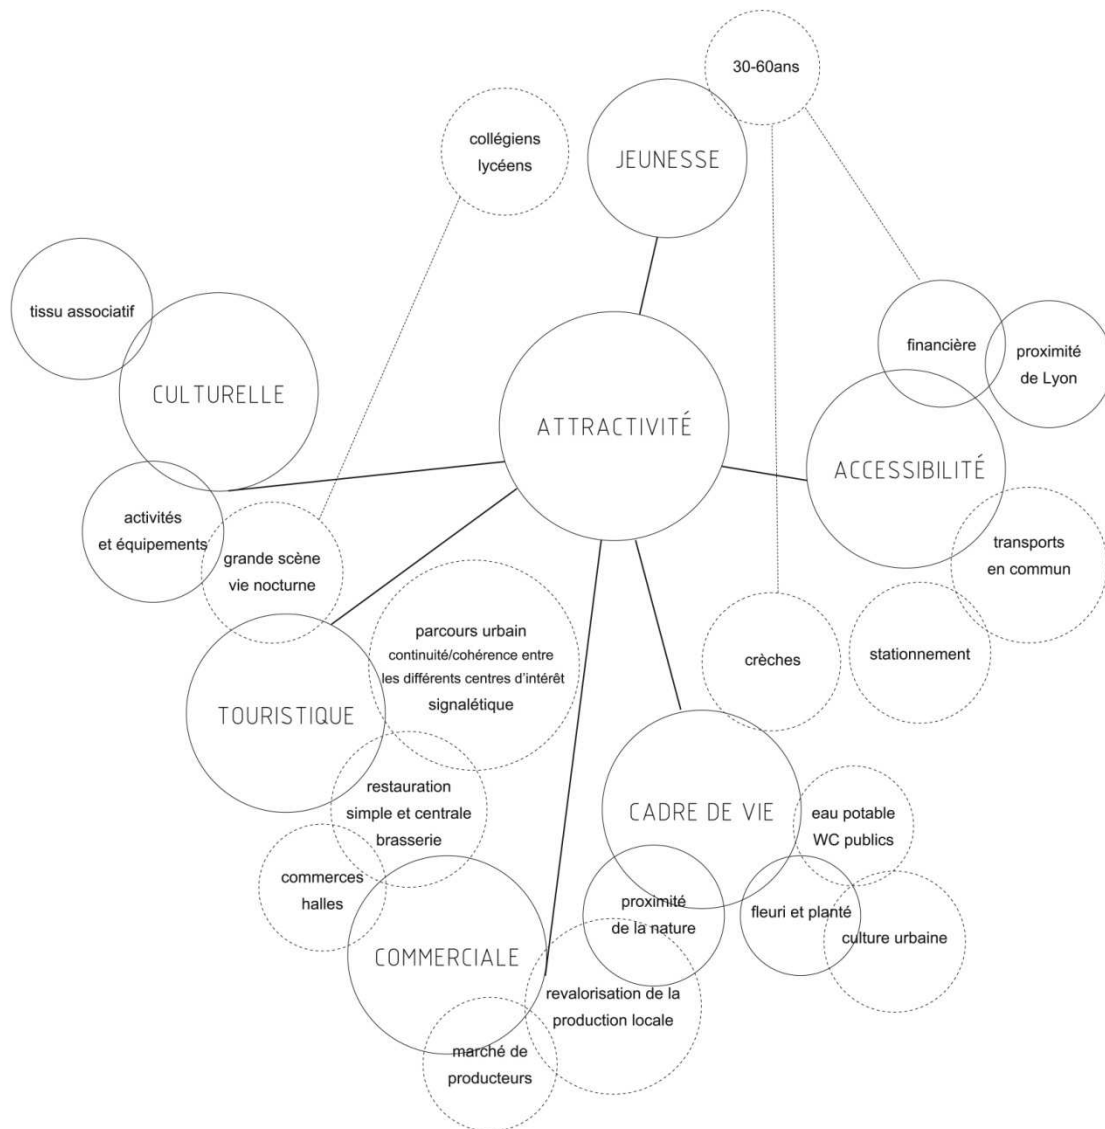 30-60ans
collégiens
lycéens
JEUNESSE
tissu associatif
financière
proximité
de Lyon
CULTURELLE
ATTRACTIVITÉ
ACCESSIBILITÉ
activités
et équipements
grande scène
vie nocturne
transports
en commun
parcours urbain
continuité/cohérence entre
les différents centres d'intérêt
signalétique
crèches
stationnement
TOURISTIQUE
restauration
simple et centrale
brasserie
CADRE DE VIE
eau potable
WC publics
commerces
halles
proximité
de la nature
fleuri et planté
culture urbaine
COMMERCIALE
revalorisation de la
production locale
marché de
producteurs